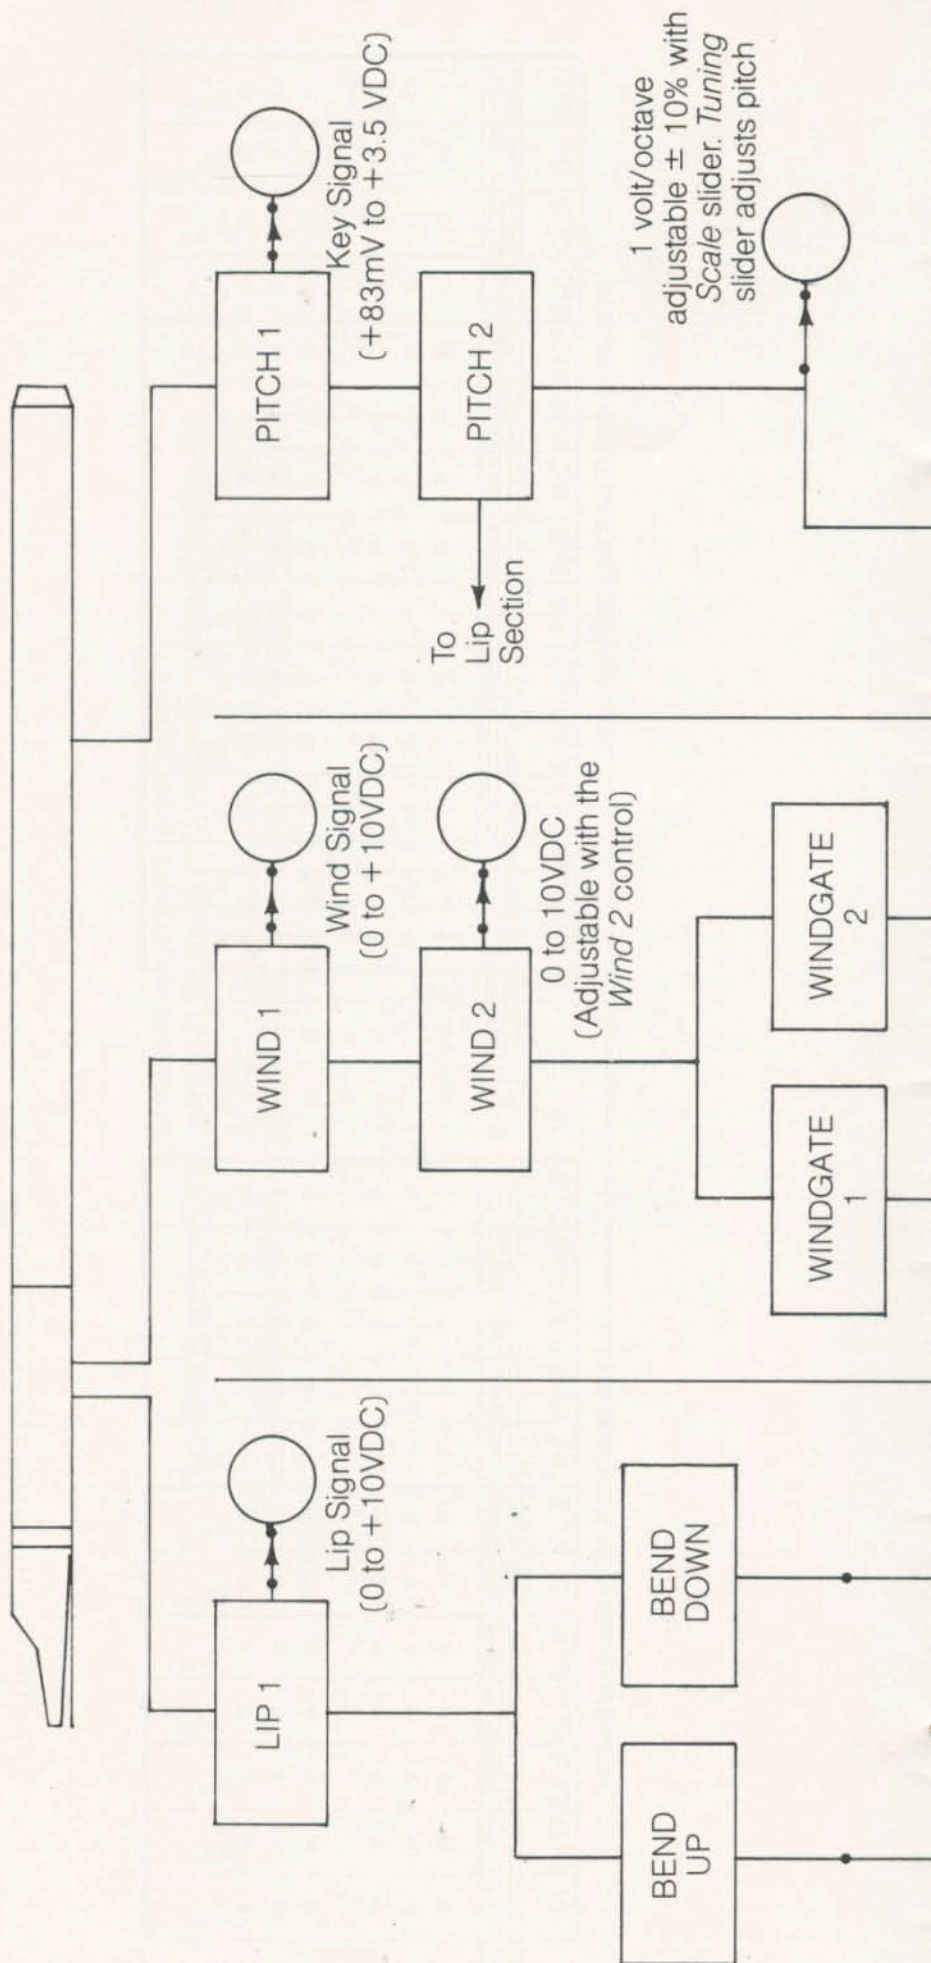 LIP 1
Lip Signal
(0 to +10VDC)
BEND
UP
BEND
DOWN
WIND 1
Wind Signal
(0 to +10VDC)
WIND 2
0 to 10VDC
(Adjustable with the
Wind 2 control)
WINDGATE
1
WINDGATE
2
PITCH 1
Key Signal
(+83mV to +3.5 VDC)
PITCH 2
To
Lip
Section
1 volt/octave
adjustable ± 10% with
Scale slider. Tuning
slider adjusts pitch